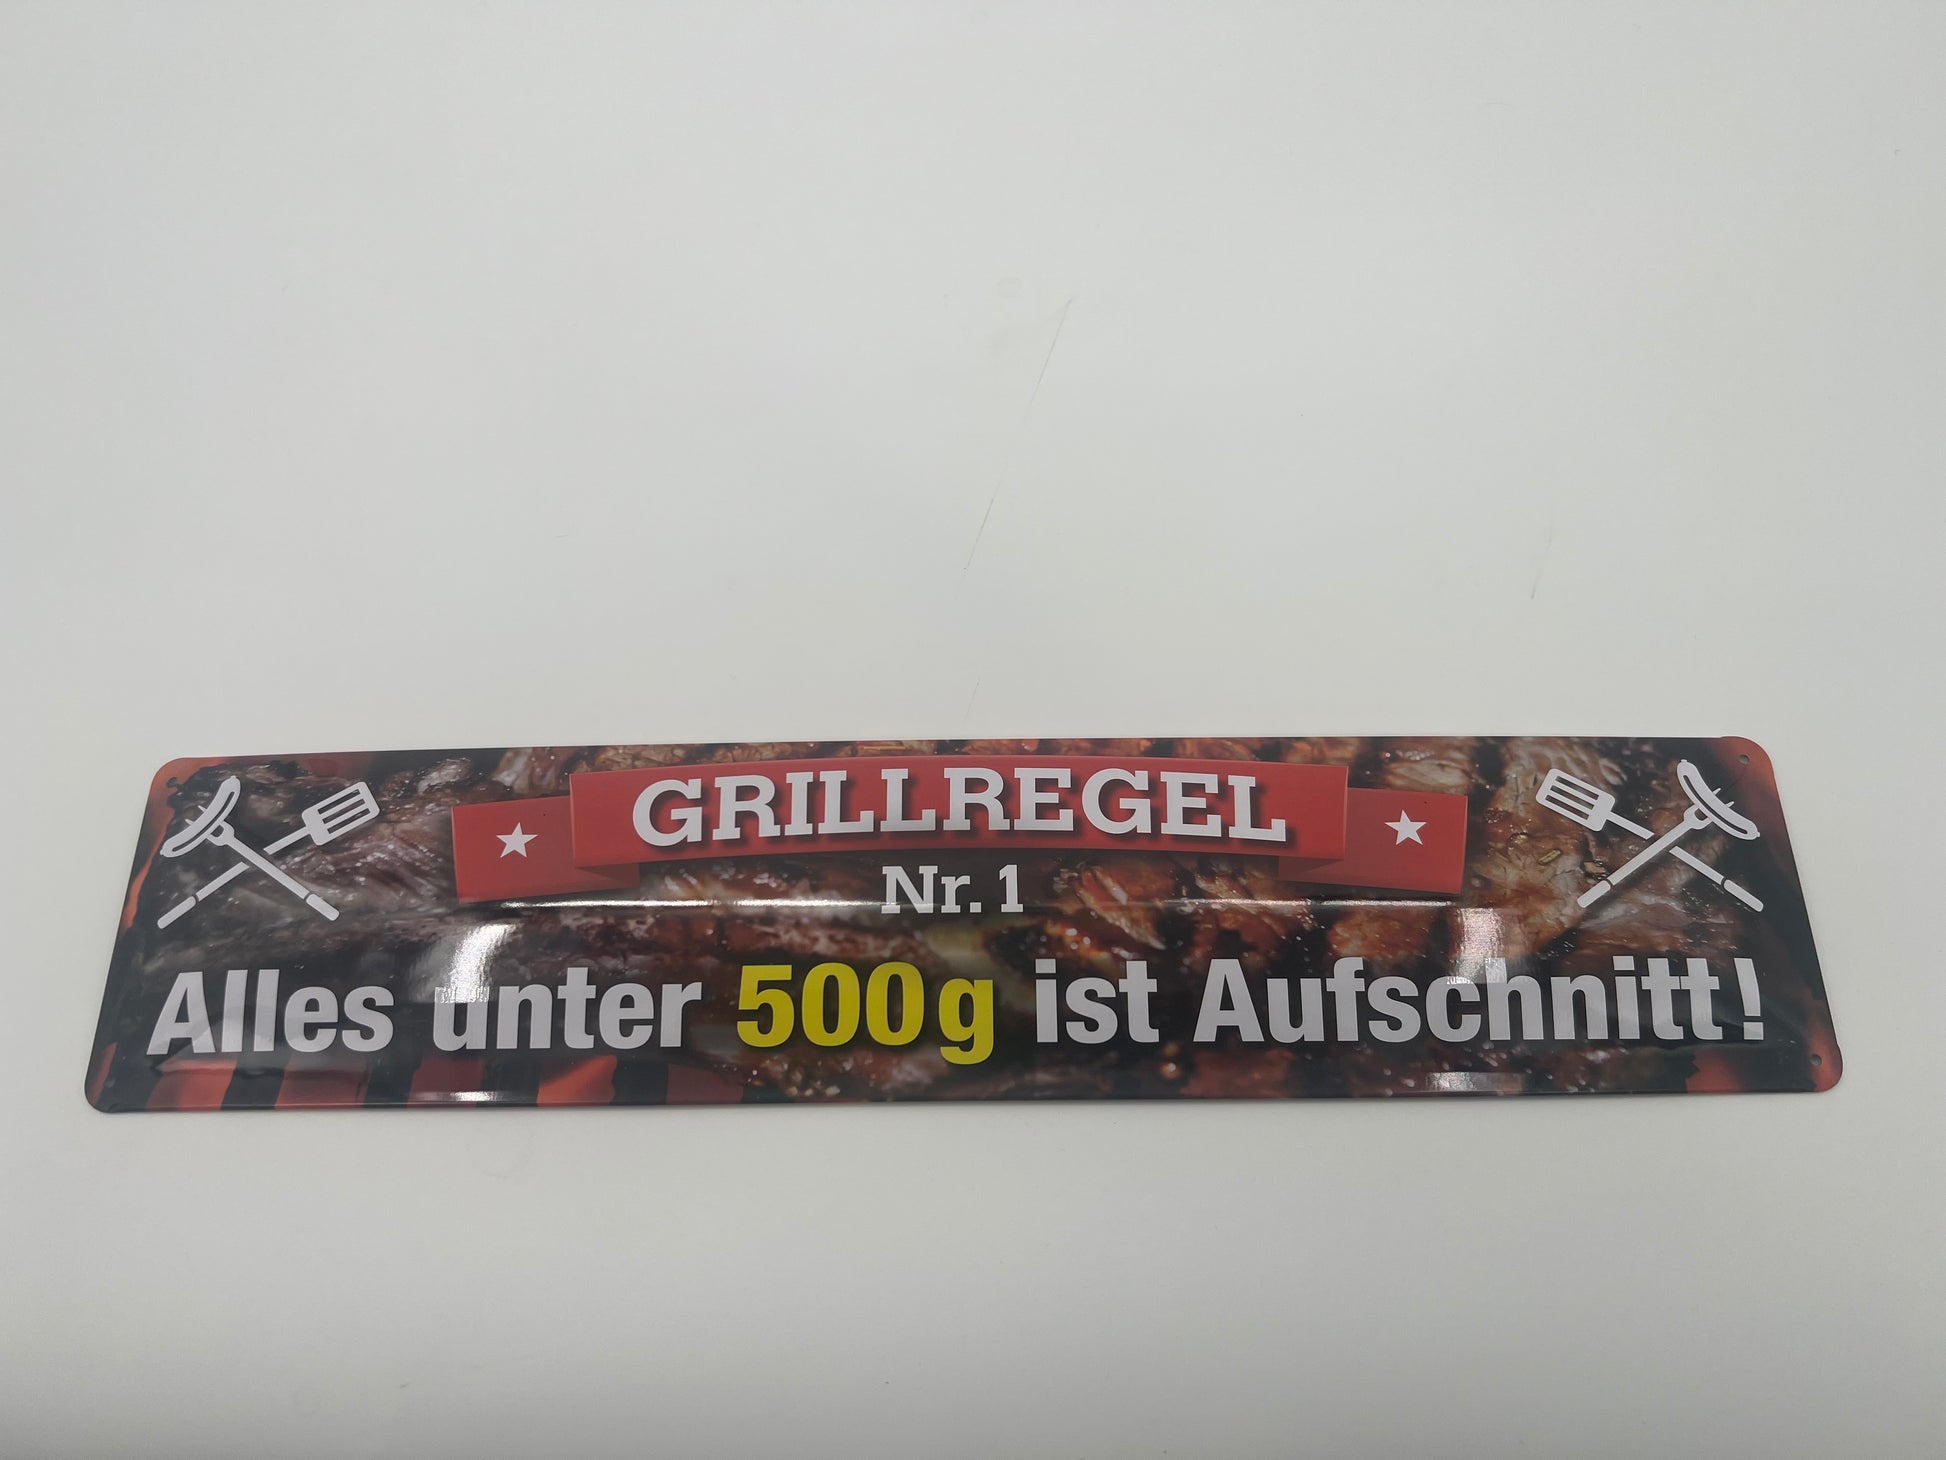 GRILLREGEL
Nr. 1
Alles unter 500g ist Aufschnitt!